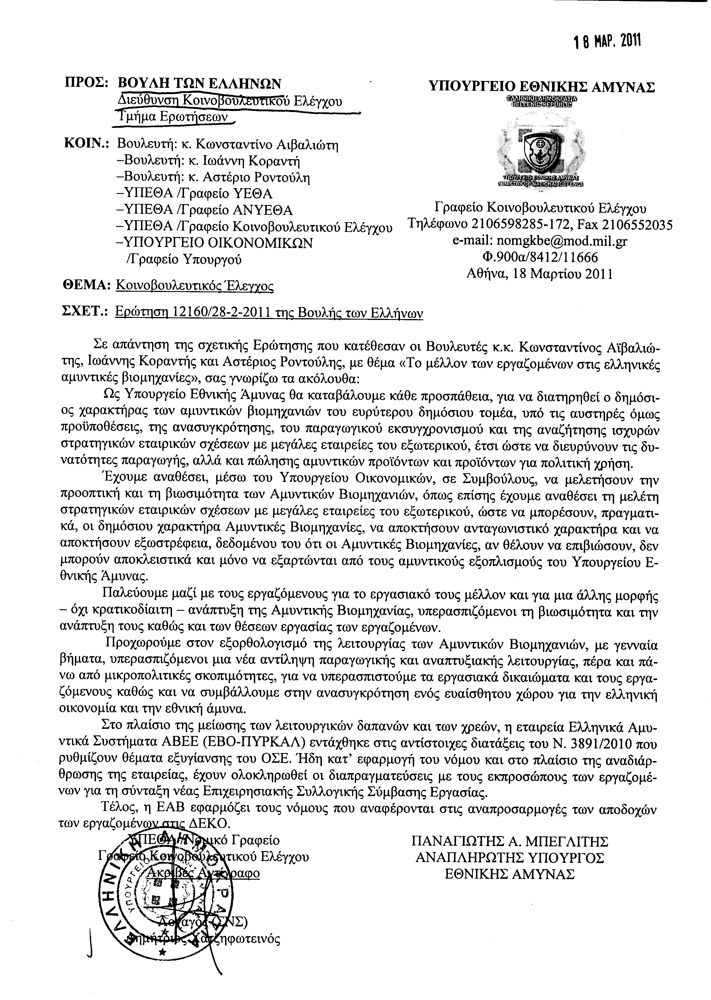 18 ΜΑΡ. 2011
ΠΡΟΣ: ΒΟΥΛΗ ΤΩΝ ΕΛΛΗΝΩΝ
Διεύθυνση Κοινοβουλευτικού Ελέγχου
Τμήμα Ερωτήσεων
ΚΟΙΝ.: Βουλευτή: κ. Κωνσταντίνο Αιβαλιώτη
–Βουλευτή: κ. Ιωάννη Κοραντή
–Βουλευτή: κ. Αστέριο Ροντούλη
–ΥΠΕΘΑ /Γραφείο ΥΕΘΑ
–ΥΠΕΘΑ /Γραφείο ΑΝΥΕΘΑ
–ΥΠΕΘΑ /Γραφείο Κοινοβουλευτικού Ελέγχου
–ΥΠΟΥΡΓΕΙΟ ΟΙΚΟΝΟΜΙΚΩΝ
/Γραφείο Υπουργού
ΥΠΟΥΡΓΕΙΟ ΕΘΝΙΚΗΣ ΑΜΥΝΑΣ
ΕΛΛΗΝΙΚΗ ΔΗΜΟΚΡΑΤΙΑ
HELLENIC REPUBLIC
ΥΠΟΥΡΓΕΙΟ ΕΘΝΙΚΗΣ ΑΜΥΝΑΣ
MINISTRY OF NATIONAL DEFENCE
Γραφείο Κοινοβουλευτικού Ελέγχου
Τηλέφωνο 2106598285-172, Fax 2106552035
e-mail: nomgkbe@mod.mil.gr
Φ.900α/8412/11666
Αθήνα, 18 Μαρτίου 2011
ΘΕΜΑ: Κοινοβουλευτικός Έλεγχος
ΣΧΕΤ.: Ερώτηση 12160/28-2-2011 της Βουλής των Ελλήνων
Σε απάντηση της σχετικής Ερώτησης που κατέθεσαν οι Βουλευτές κ.κ. Κωνσταντίνος Αϊβαλιώ-
της, Ιωάννης Κοραντής και Αστέριος Ροντούλης, με θέμα «Το μέλλον των εργαζομένων στις ελληνικές
αμυντικές βιομηχανίες», σας γνωρίζω τα ακόλουθα:
Ως Υπουργείο Εθνικής Άμυνας θα καταβάλουμε κάθε προσπάθεια, για να διατηρηθεί ο δημόσι-
ος χαρακτήρας των αμυντικών βιομηχανιών του ευρύτερου δημόσιου τομέα, υπό τις αυστηρές όμως
προϋποθέσεις, της ανασυγκρότησης, του παραγωγικού εκσυγχρονισμού και της αναζήτησης ισχυρών
στρατηγικών εταιρικών σχέσεων με μεγάλες εταιρείες του εξωτερικού, έτσι ώστε να διευρύνουν τις δυ-
νατότητες παραγωγής, αλλά και πώλησης αμυντικών προϊόντων και προϊόντων για πολιτική χρήση.
Έχουμε αναθέσει, μέσω του Υπουργείου Οικονομικών, σε Συμβούλους, να μελετήσουν την
προοπτική και τη βιωσιμότητα των Αμυντικών Βιομηχανιών, όπως επίσης έχουμε αναθέσει τη μελέτη
στρατηγικών εταιρικών σχέσεων με μεγάλες εταιρείες του εξωτερικού, ώστε να μπορέσουν, πραγματι-
κά, οι δημόσιου χαρακτήρα Αμυντικές Βιομηχανίες, να αποκτήσουν ανταγωνιστικό χαρακτήρα και να
αποκτήσουν εξωστρέφεια, δεδομένου του ότι οι Αμυντικές Βιομηχανίες, αν θέλουν να επιβιώσουν, δεν
μπορούν αποκλειστικά και μόνο να εξαρτώνται από τους αμυντικούς εξοπλισμούς του Υπουργείου Ε-
θνικής Άμυνας.
Παλεύουμε μαζί με τους εργαζόμενους για το εργασιακό τους μέλλον και για μια άλλης μορφής
– όχι κρατικοδίαιτη – ανάπτυξη της Αμυντικής Βιομηχανίας, υπερασπιζόμενοι τη βιωσιμότητα και την
ανάπτυξη τους καθώς και των θέσεων εργασίας των εργαζομένων.
Προχωρούμε στον εξορθολογισμό της λειτουργίας των Αμυντικών Βιομηχανιών, με γενναία
βήματα, υπερασπιζόμενοι μια νέα αντίληψη παραγωγικής και αναπτυξιακής λειτουργίας, πέρα και πά-
νω από μικροπολιτικές σκοπιμότητες, για να υπερασπιστούμε τα εργασιακά δικαιώματα και τους εργα-
ζόμενους καθώς και να συμβάλλουμε στην ανασυγκρότηση ενός ευαίσθητου χώρου για την ελληνική
οικονομία και την εθνική άμυνα.
Στο πλαίσιο της μείωσης των λειτουργικών δαπανών και των χρεών, η εταιρεία Ελληνικά Αμυ-
ντικά Συστήματα ΑΒΕΕ (ΕΒΟ-ΠΥΡΚΑΛ) εντάχθηκε στις αντίστοιχες διατάξεις του Ν. 3891/2010 που
ρυθμίζουν θέματα εξυγίανσης του ΟΣΕ. Ήδη κατ’ εφαρμογή του νόμου και στο πλαίσιο της αναδιάρ-
θρωσης της εταιρείας, έχουν ολοκληρωθεί οι διαπραγματεύσεις με τους εκπροσώπους των εργαζομέ-
νων για τη σύνταξη νέας Επιχειρησιακής Συλλογικής Σύμβασης Εργασίας.
Τέλος, η ΕΑΒ εφαρμόζει τους νόμους που αναφέρονται στις αναπροσαρμογές των αποδοχών
των εργαζομένων στις ΔΕΚΟ.
ΥΠΕΘΑ/Νομικό Γραφείο
Γραφείο Κοινοβουλευτικού Ελέγχου
Ακριβές Αντίγραφο
Λοχαγός (ΣΝΣ)
Δημήτριος Χατζηφωτεινός
ΕΛΛΗΝΙΚΗ ΔΗΜΟΚΡΑΤΙΑ
ΠΑΝΑΓΙΩΤΗΣ Α. ΜΠΕΓΛΙΤΗΣ
ΑΝΑΠΛΗΡΩΤΗΣ ΥΠΟΥΡΓΟΣ
ΕΘΝΙΚΗΣ ΑΜΥΝΑΣ